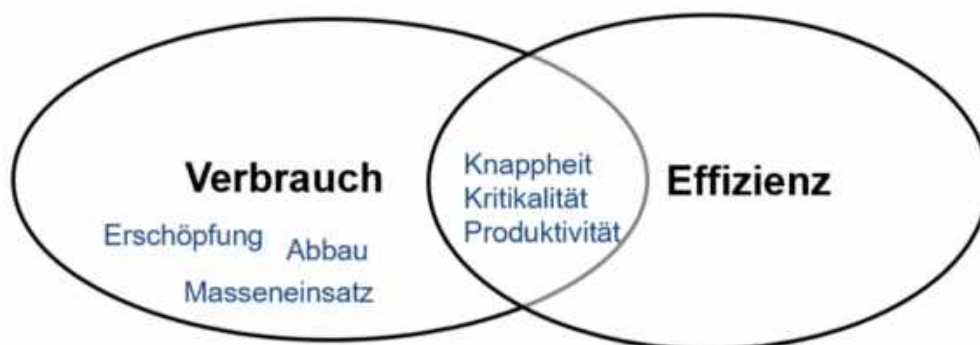 Verbrauch
Erschöpfung
Abbau
Masseneinsatz
Knappheit
Kritikalität
Produktivität
Effizienz